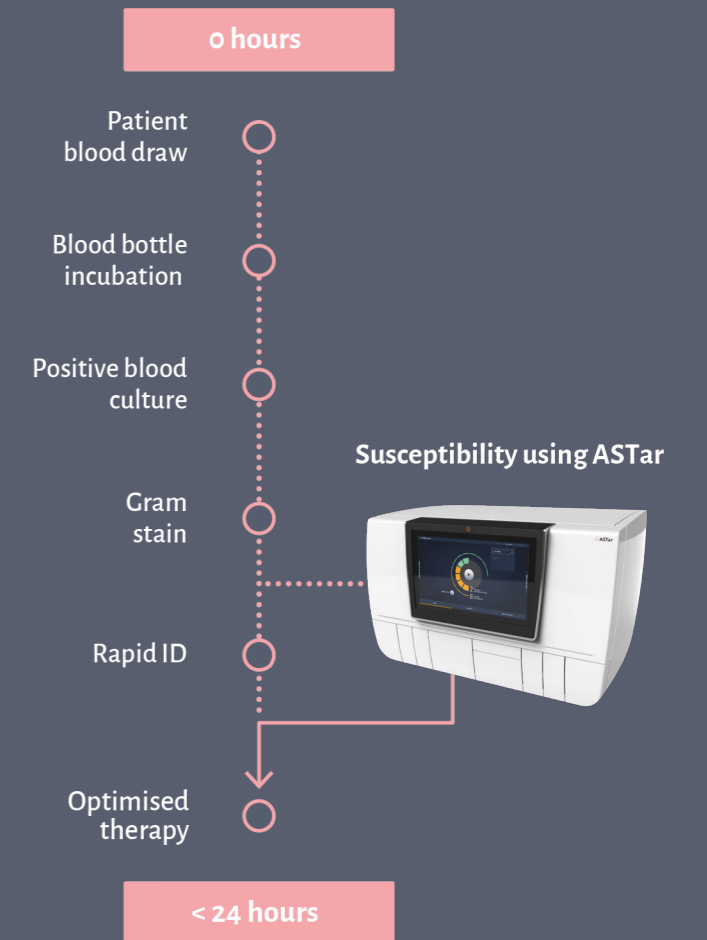 0 hours
Patient
blood draw
Blood bottle
incubation
Positive blood
culture
Susceptibility using ASTar
Gram
stain
ASTar
Rapid ID
Optimised
therapy
< 24 hours